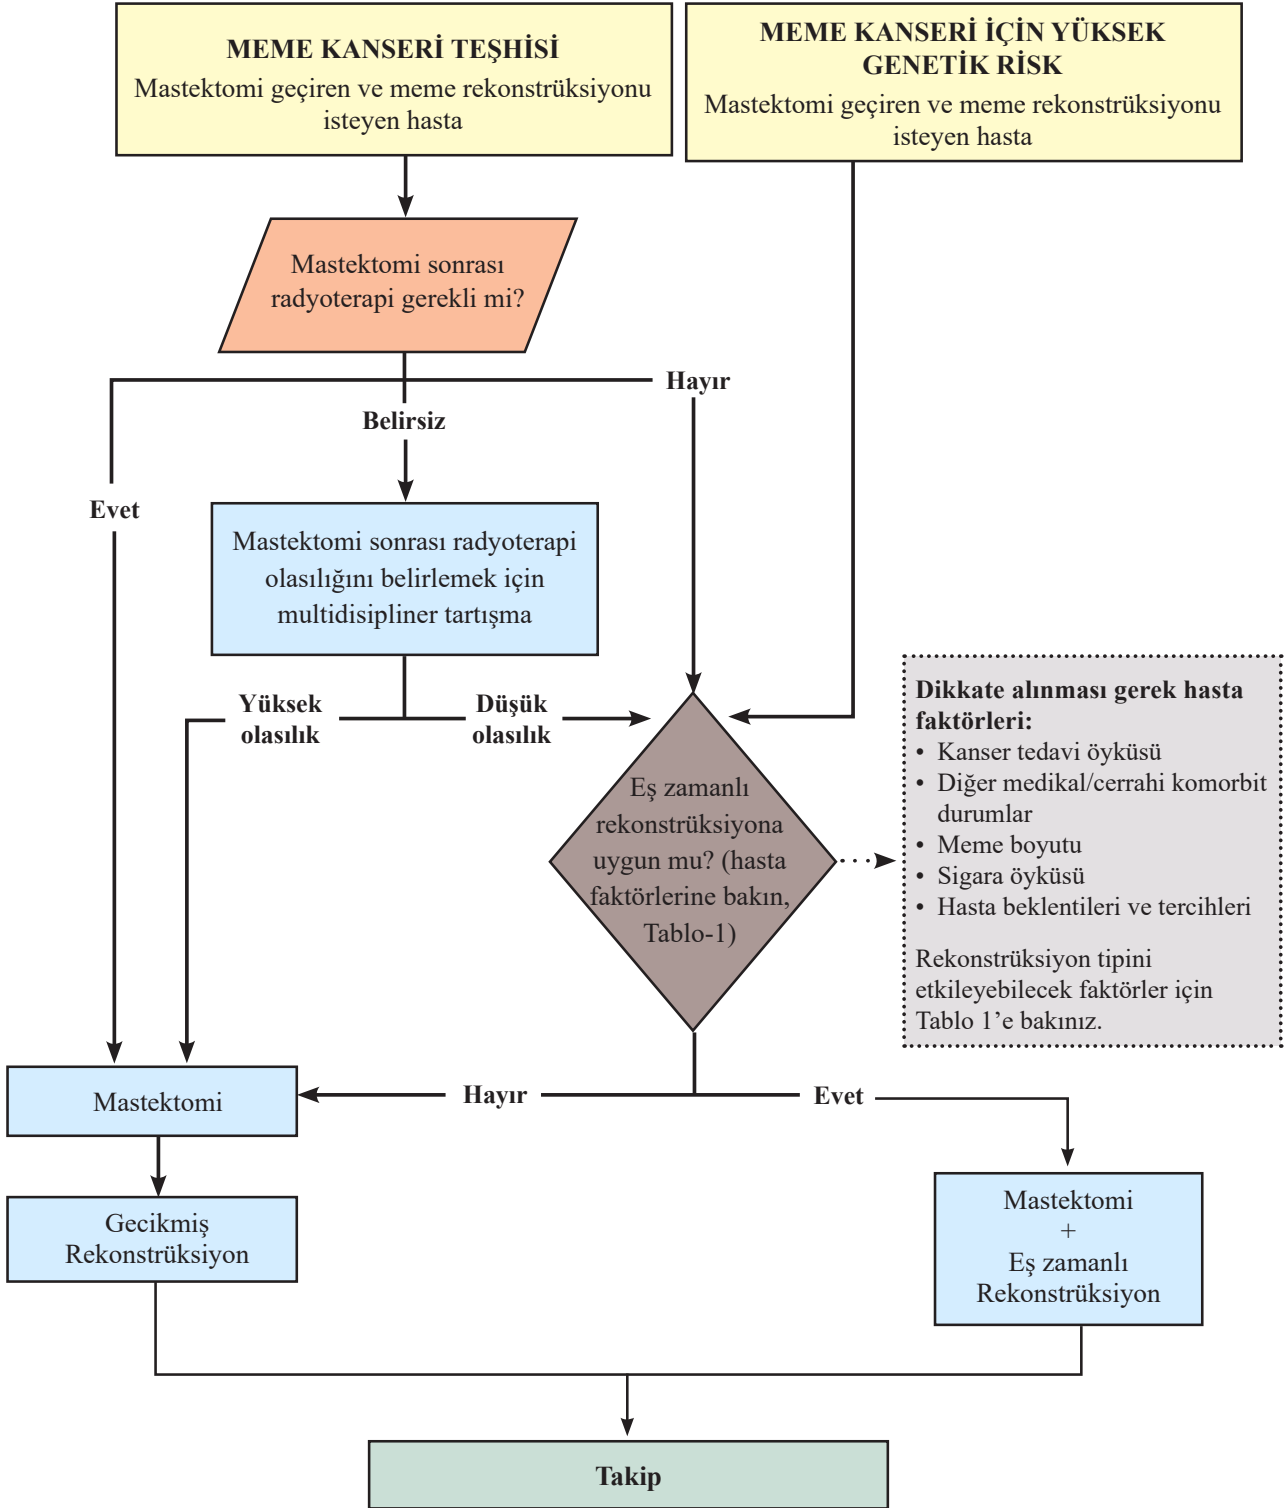 MEME KANSERİ TEŞHİSİ
Mastektomi geçiren ve meme rekonstrüksiyonu
isteyen hasta
MEME KANSERİ İÇİN YÜKSEK
GENETİK RİSK
Mastektomi geçiren ve meme rekonstrüksiyonu
isteyen hasta
Mastektomi sonrası
radyoterapi gerekli mi?
Hayır
Belirsiz
Evet
Mastektomi sonrası radyoterapi
olasılığını belirlemek için
multidisipliner tartışma
Yüksek
olasılık
Düşük
olasılık
Eş zamanlı
rekonstrüksiyona
uygun mu? (hasta
faktörlerine bakın,
Tablo-1)
Dikkate alınması gerek hasta
faktörleri:
• Kanser tedavi öyküsü
• Diğer medikal/cerrahi komorbit
durumlar
• Meme boyutu
• Sigara öyküsü
• Hasta beklentileri ve tercihleri
Rekonstrüksiyon tipini
etkileyebilecek faktörler için
Tablo 1’e bakınız.
Mastektomi
Hayır
Evet
Gecikmiş
Rekonstrüksiyon
Mastektomi
+
Eş zamanlı
Rekonstrüksiyon
Takip